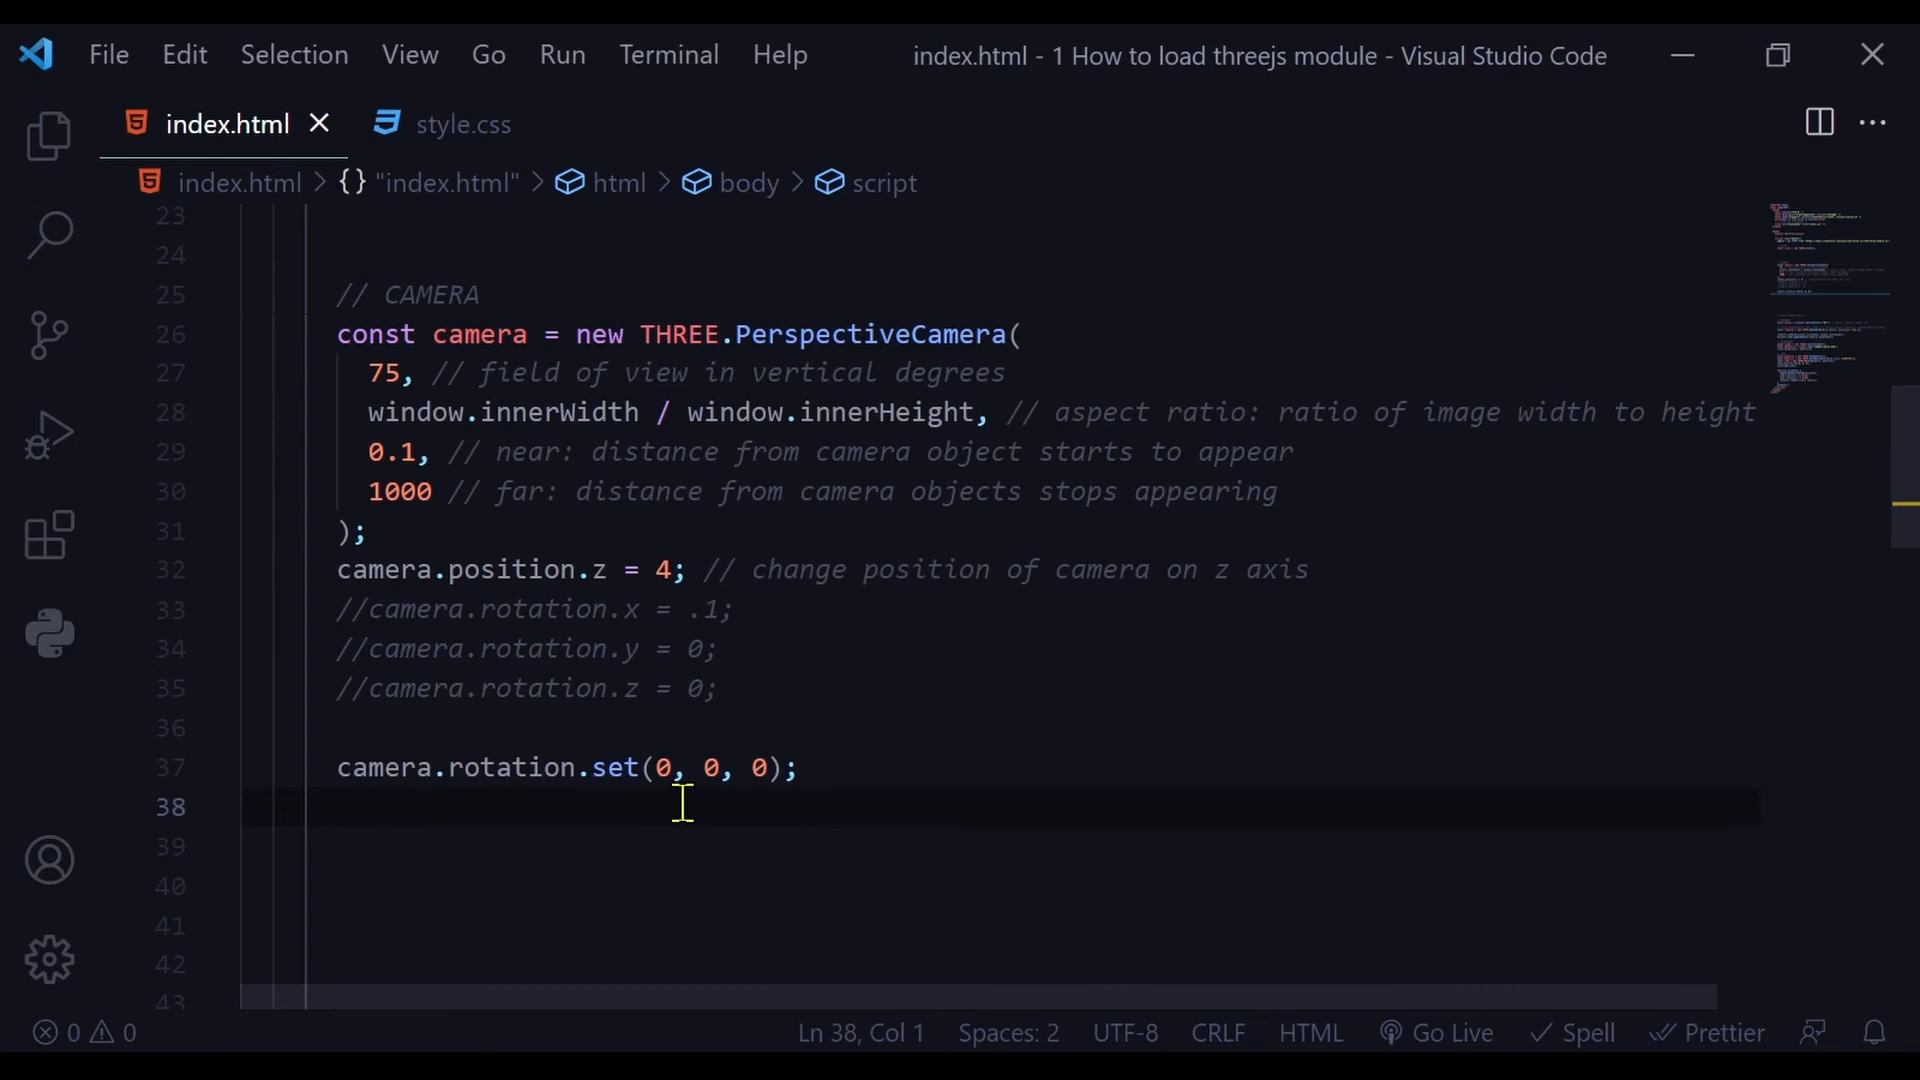 File Edit Selection View Go Run Terminal Help index.html - 1 How to load threejs module - Visual Studio Code
index.html style.css
index.html > {} "index.html" > html > body > script
23
24
25 // CAMERA
26 const camera = new THREE.PerspectiveCamera(
27 75, // field of view in vertical degrees
28 window.innerWidth / window.innerHeight, // aspect ratio: ratio of image width to height
29 0.1, // near: distance from camera object starts to appear
30 1000 // far: distance from camera objects stops appearing
31 );
32 camera.position.z = 4; // change position of camera on z axis
33 //camera.rotation.x = .1;
34 //camera.rotation.y = 0;
35 //camera.rotation.z = 0;
36
37 camera.rotation.set(0, 0, 0);
38
39
40
41
42
43
0 0 Ln 38, Col 1 Spaces: 2 UTF-8 CRLF HTML Go Live Spell Prettier